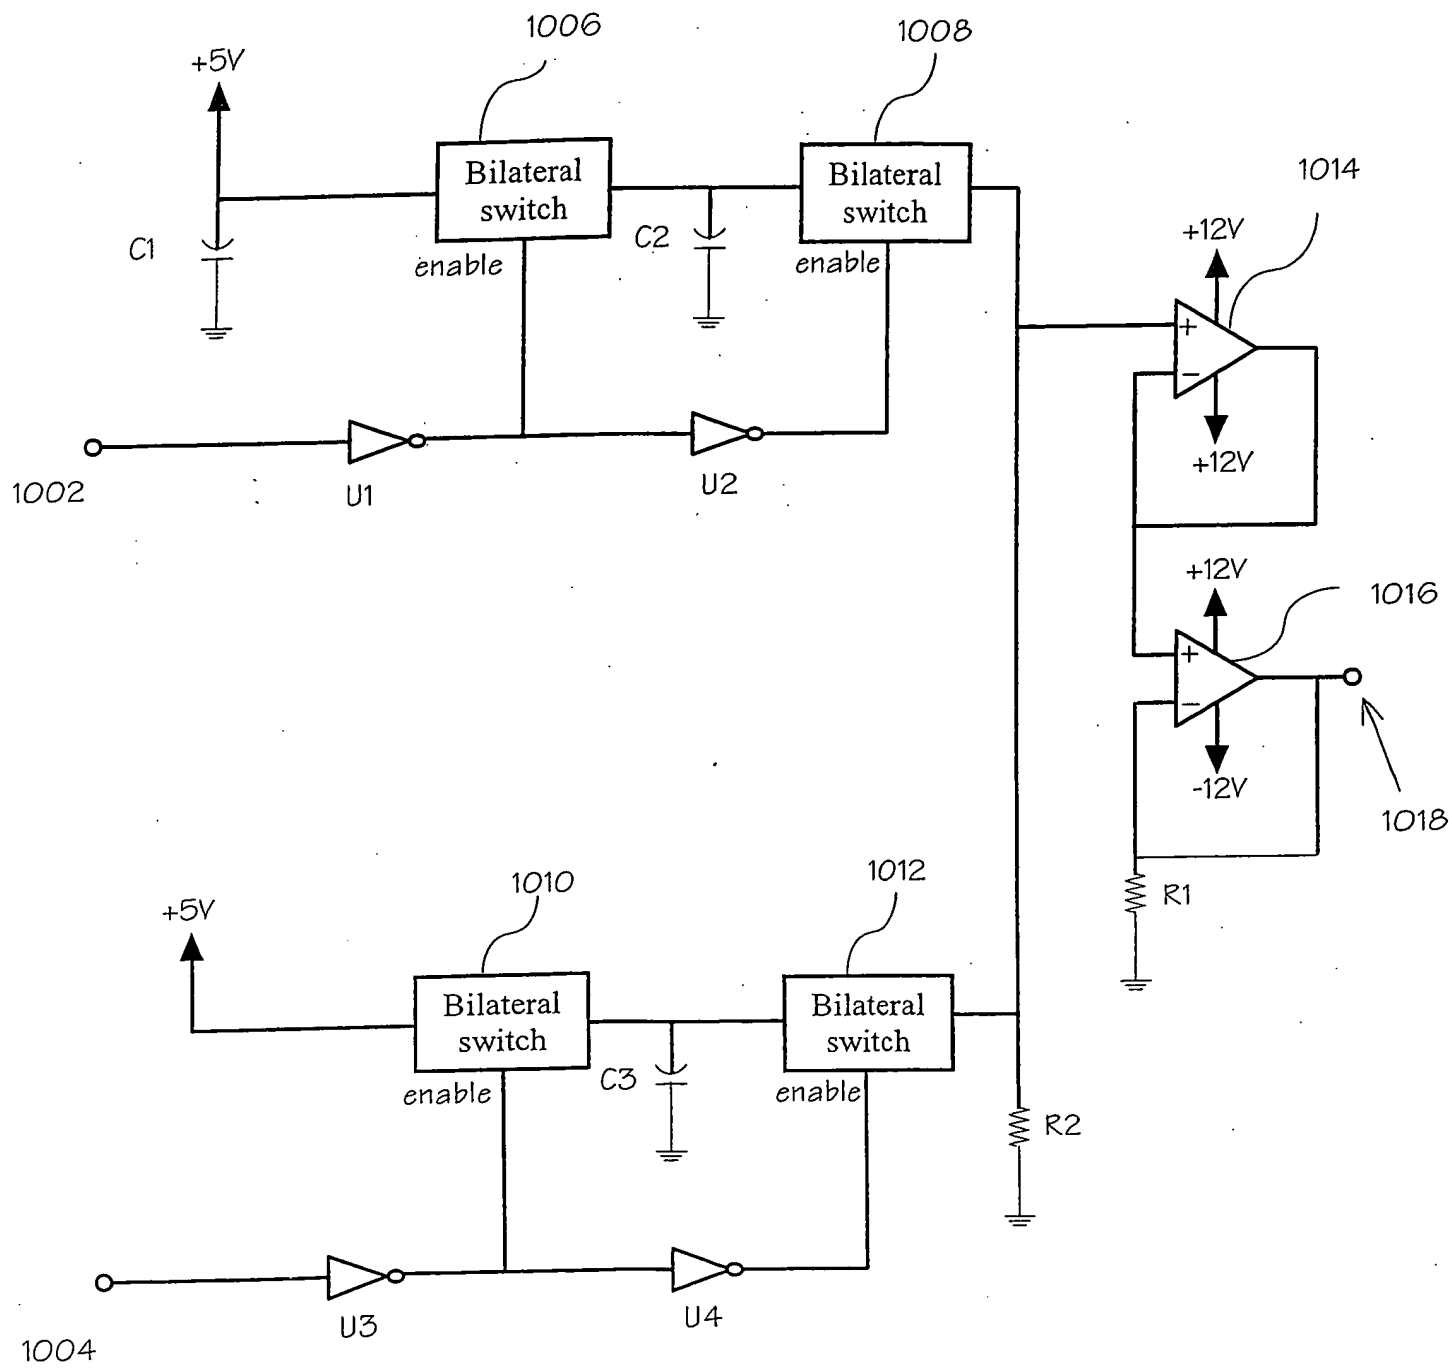 1006
1008
+5V
1014
Bilateral
switch
Bilateral
switch
+12V
C1
C2
enable
enable
+
−
+12V
1002
U1
U2
+12V
1016
+
−
-12V
1018
1010
1012
R1
+5V
Bilateral
switch
Bilateral
switch
C3
enable
enable
R2
U3
U4
1004